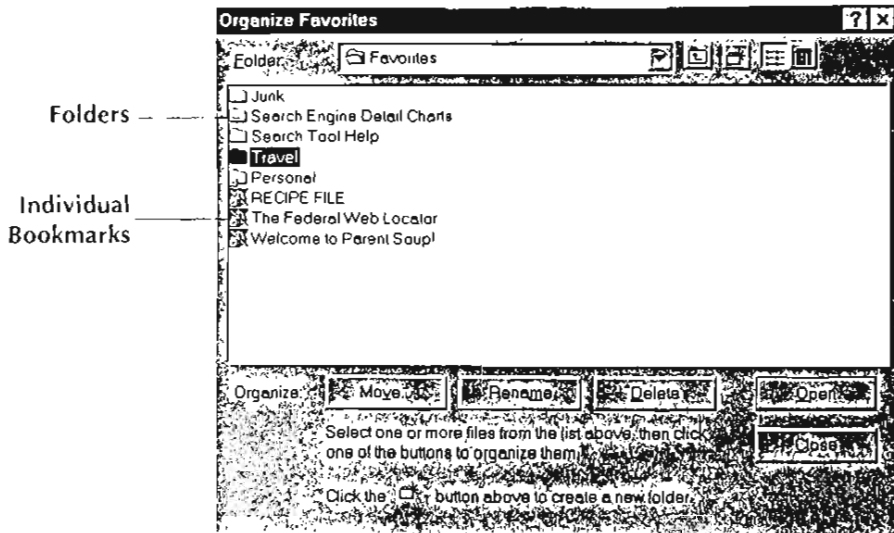 Organize Favorites
Folder: Favorites
Junk
Folders
Search Engine Detail Charts
Search Tool Help
Travel
Personal
RECIPE FILE
Individual
Bookmarks
The Federal Web Locator
Welcome to Parent Soup!
Organize: Move... Rename Delete Open
Select one or more files from the list above, then click
one of the buttons to organize them. Close
Click the button above to create a new folder.